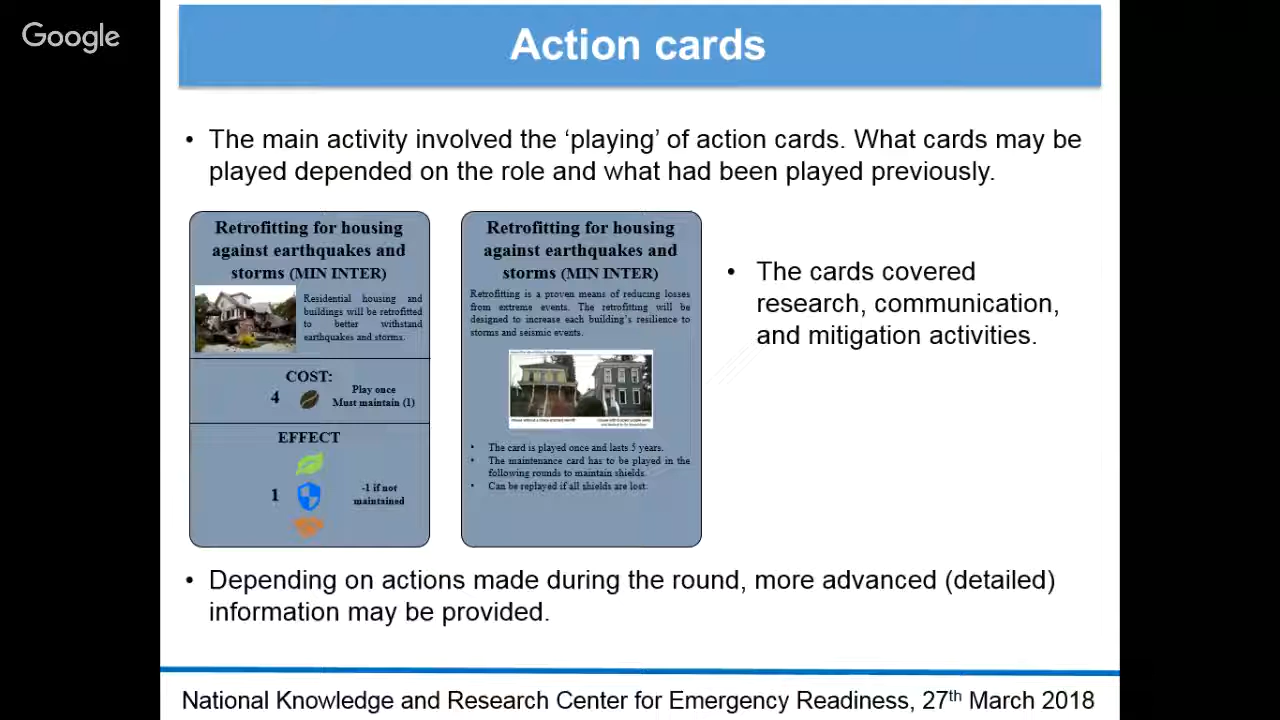 Google
Action cards
• The main activity involved the ‘playing’ of action cards. What cards may be
played depended on the role and what had been played previously.
Retrofitting for housing
against earthquakes and
storms (MIN INTER)
Residential housing and
buildings will be retrofitted
to better withstand
earthquakes and storms.
COST:
4
Play once
Must maintain (1)
EFFECT
1
-1 if not
maintained
Retrofitting for housing
against earthquakes and
storms (MIN INTER)
Retrofitting is a proven means of reducing losses
from extreme events. The retrofitting will be
designed to increase each building's resilience to
storms and seismic events.
• The card is played once and lasts 5 years.
• The maintenance card has to be played in the
following rounds to maintain shields.
• Can be replayed if all shields are lost.
• The cards covered
research, communication,
and mitigation activities.
• Depending on actions made during the round, more advanced (detailed)
information may be provided.
National Knowledge and Research Center for Emergency Readiness, 27th March 2018